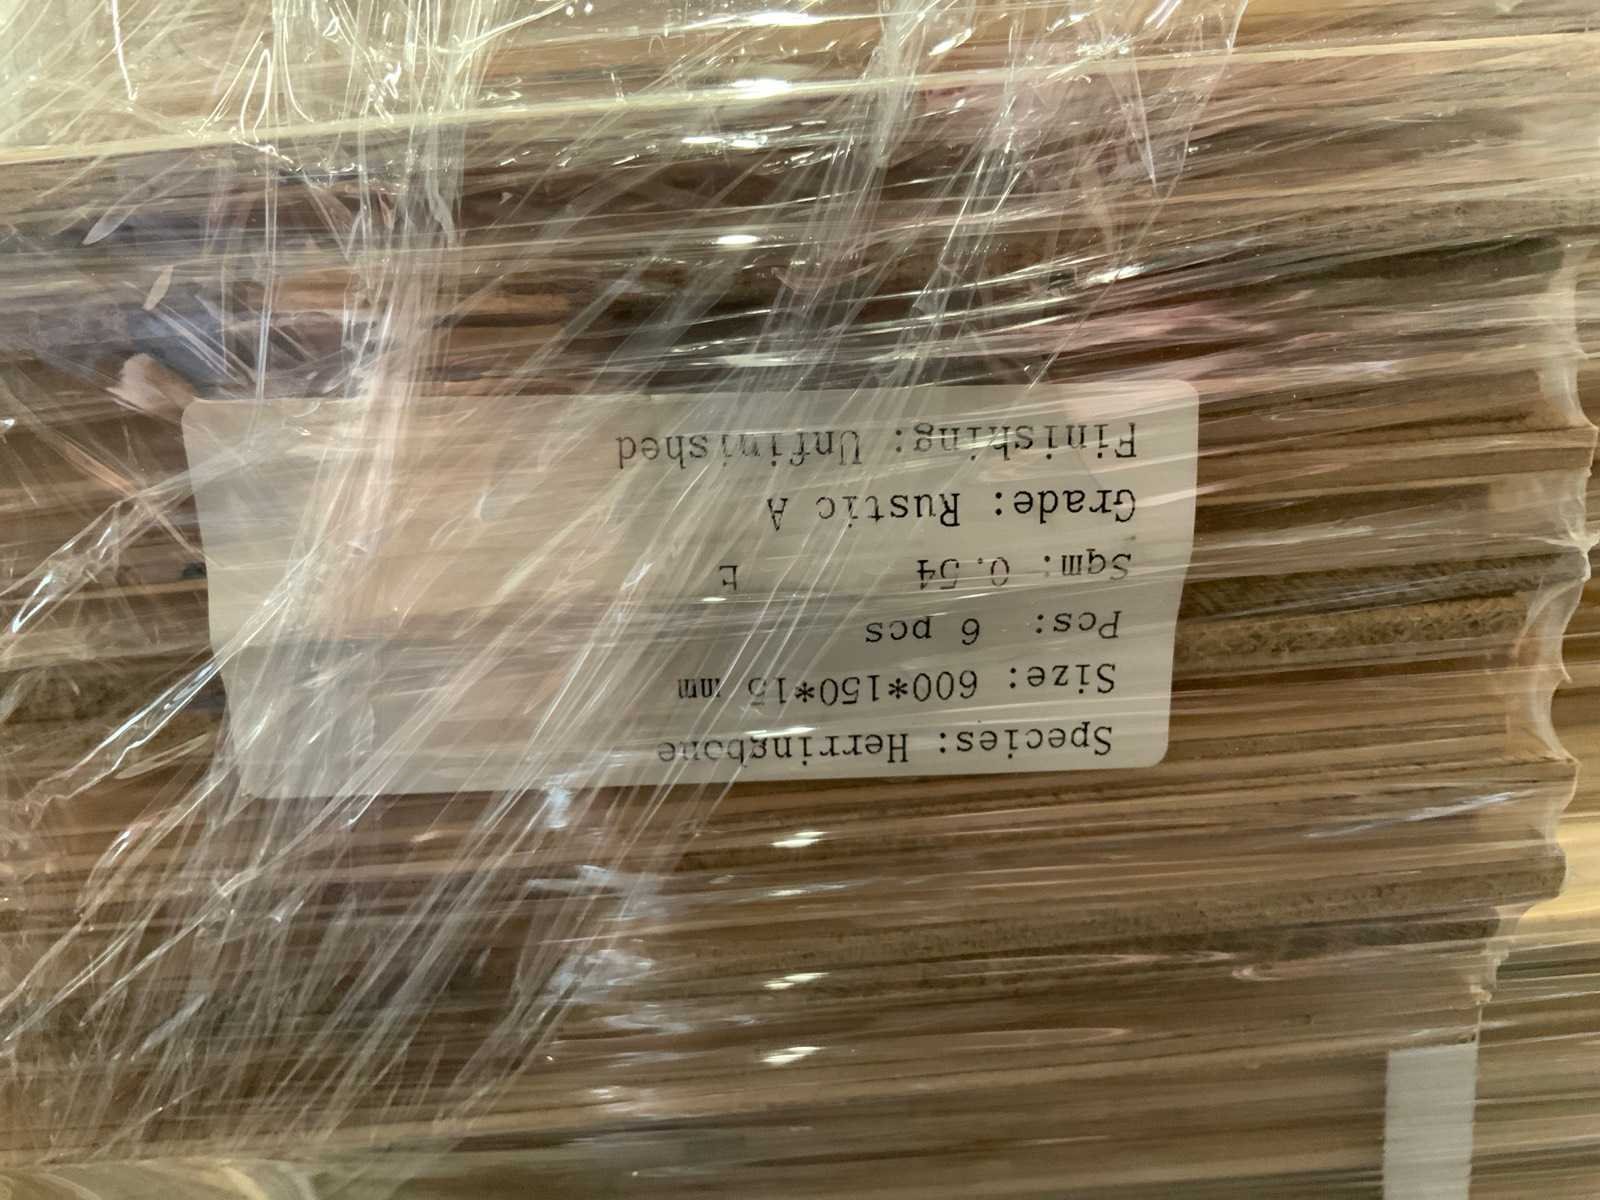 Species: Herringbone
Size: 600*150*15 mm
Pcs: 6 pcs
Sqm: 0.54 E
Grade: Rustic A
Finishing: Unfinished